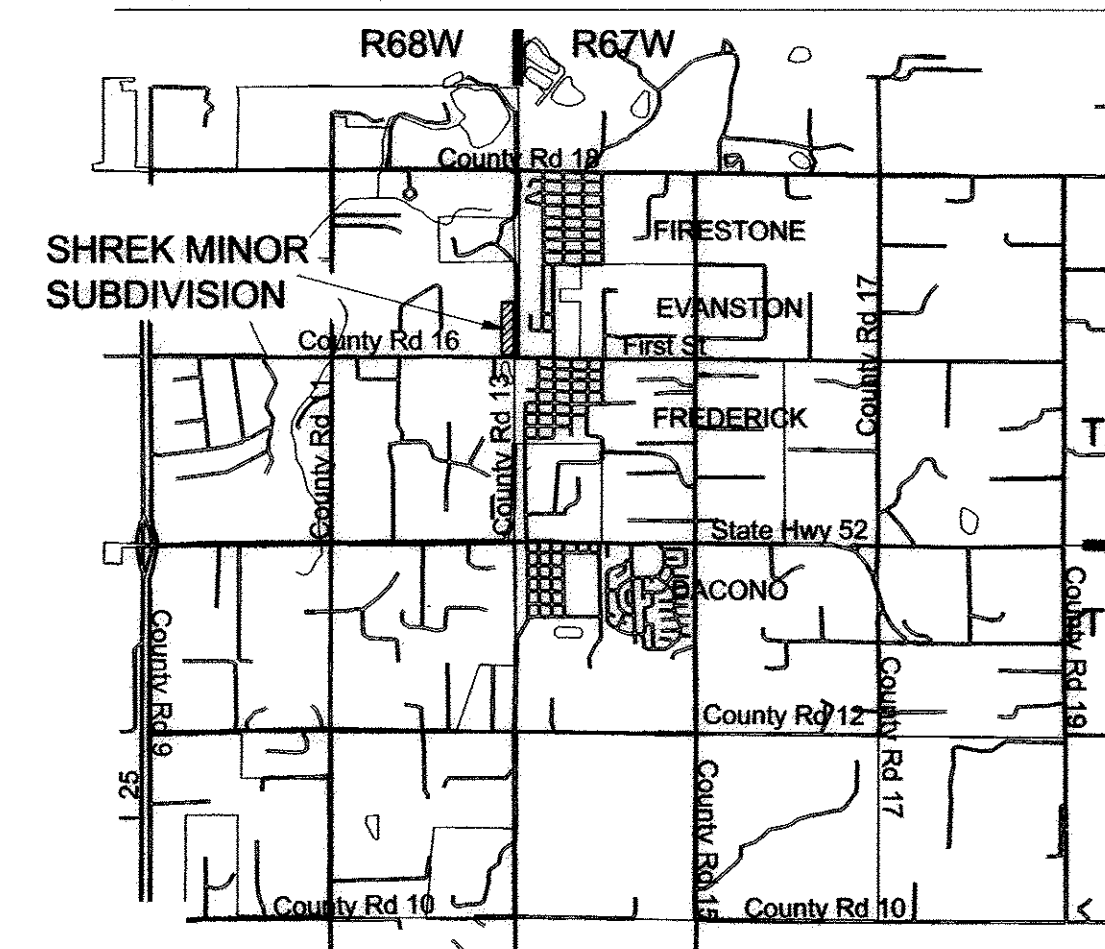 R68W
R67W
County Rd 18
FIRESTONE
SHREK MINOR
SUBDIVISION
EVANSTON
County Rd 17
County Rd 16
First St
County Rd 11
County Rd 13
FREDERICK
State Hwy 52
DACONO
County Rd 9
County Rd 19
County Rd 12
County Rd 17
I 25
County Rd 15
County Rd 10
County Rd 10